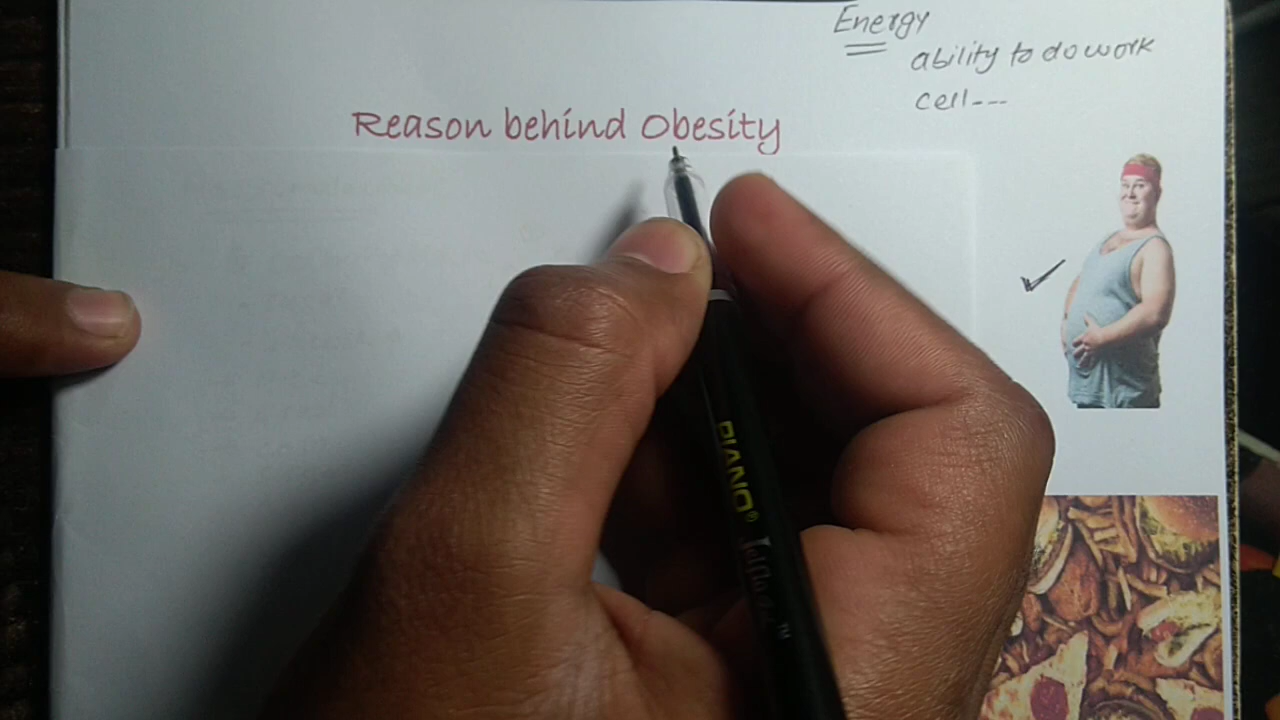 Energy
ability to do work
cell---
Reason behind Obesity
PIANO®